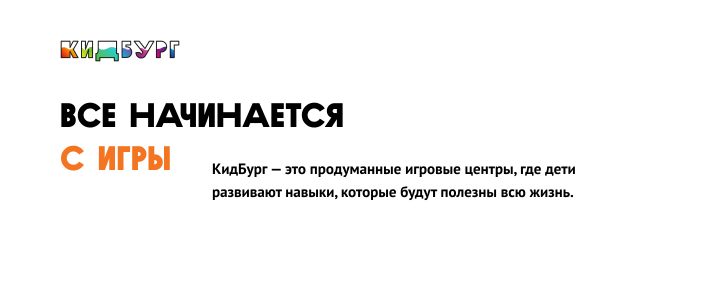 КИДБУРГ
ВСЕ НАЧИНАЕТСЯ
С ИГРЫ
КидБург — это продуманные игровые центры, где дети
развивают навыки, которые будут полезны всю жизнь.